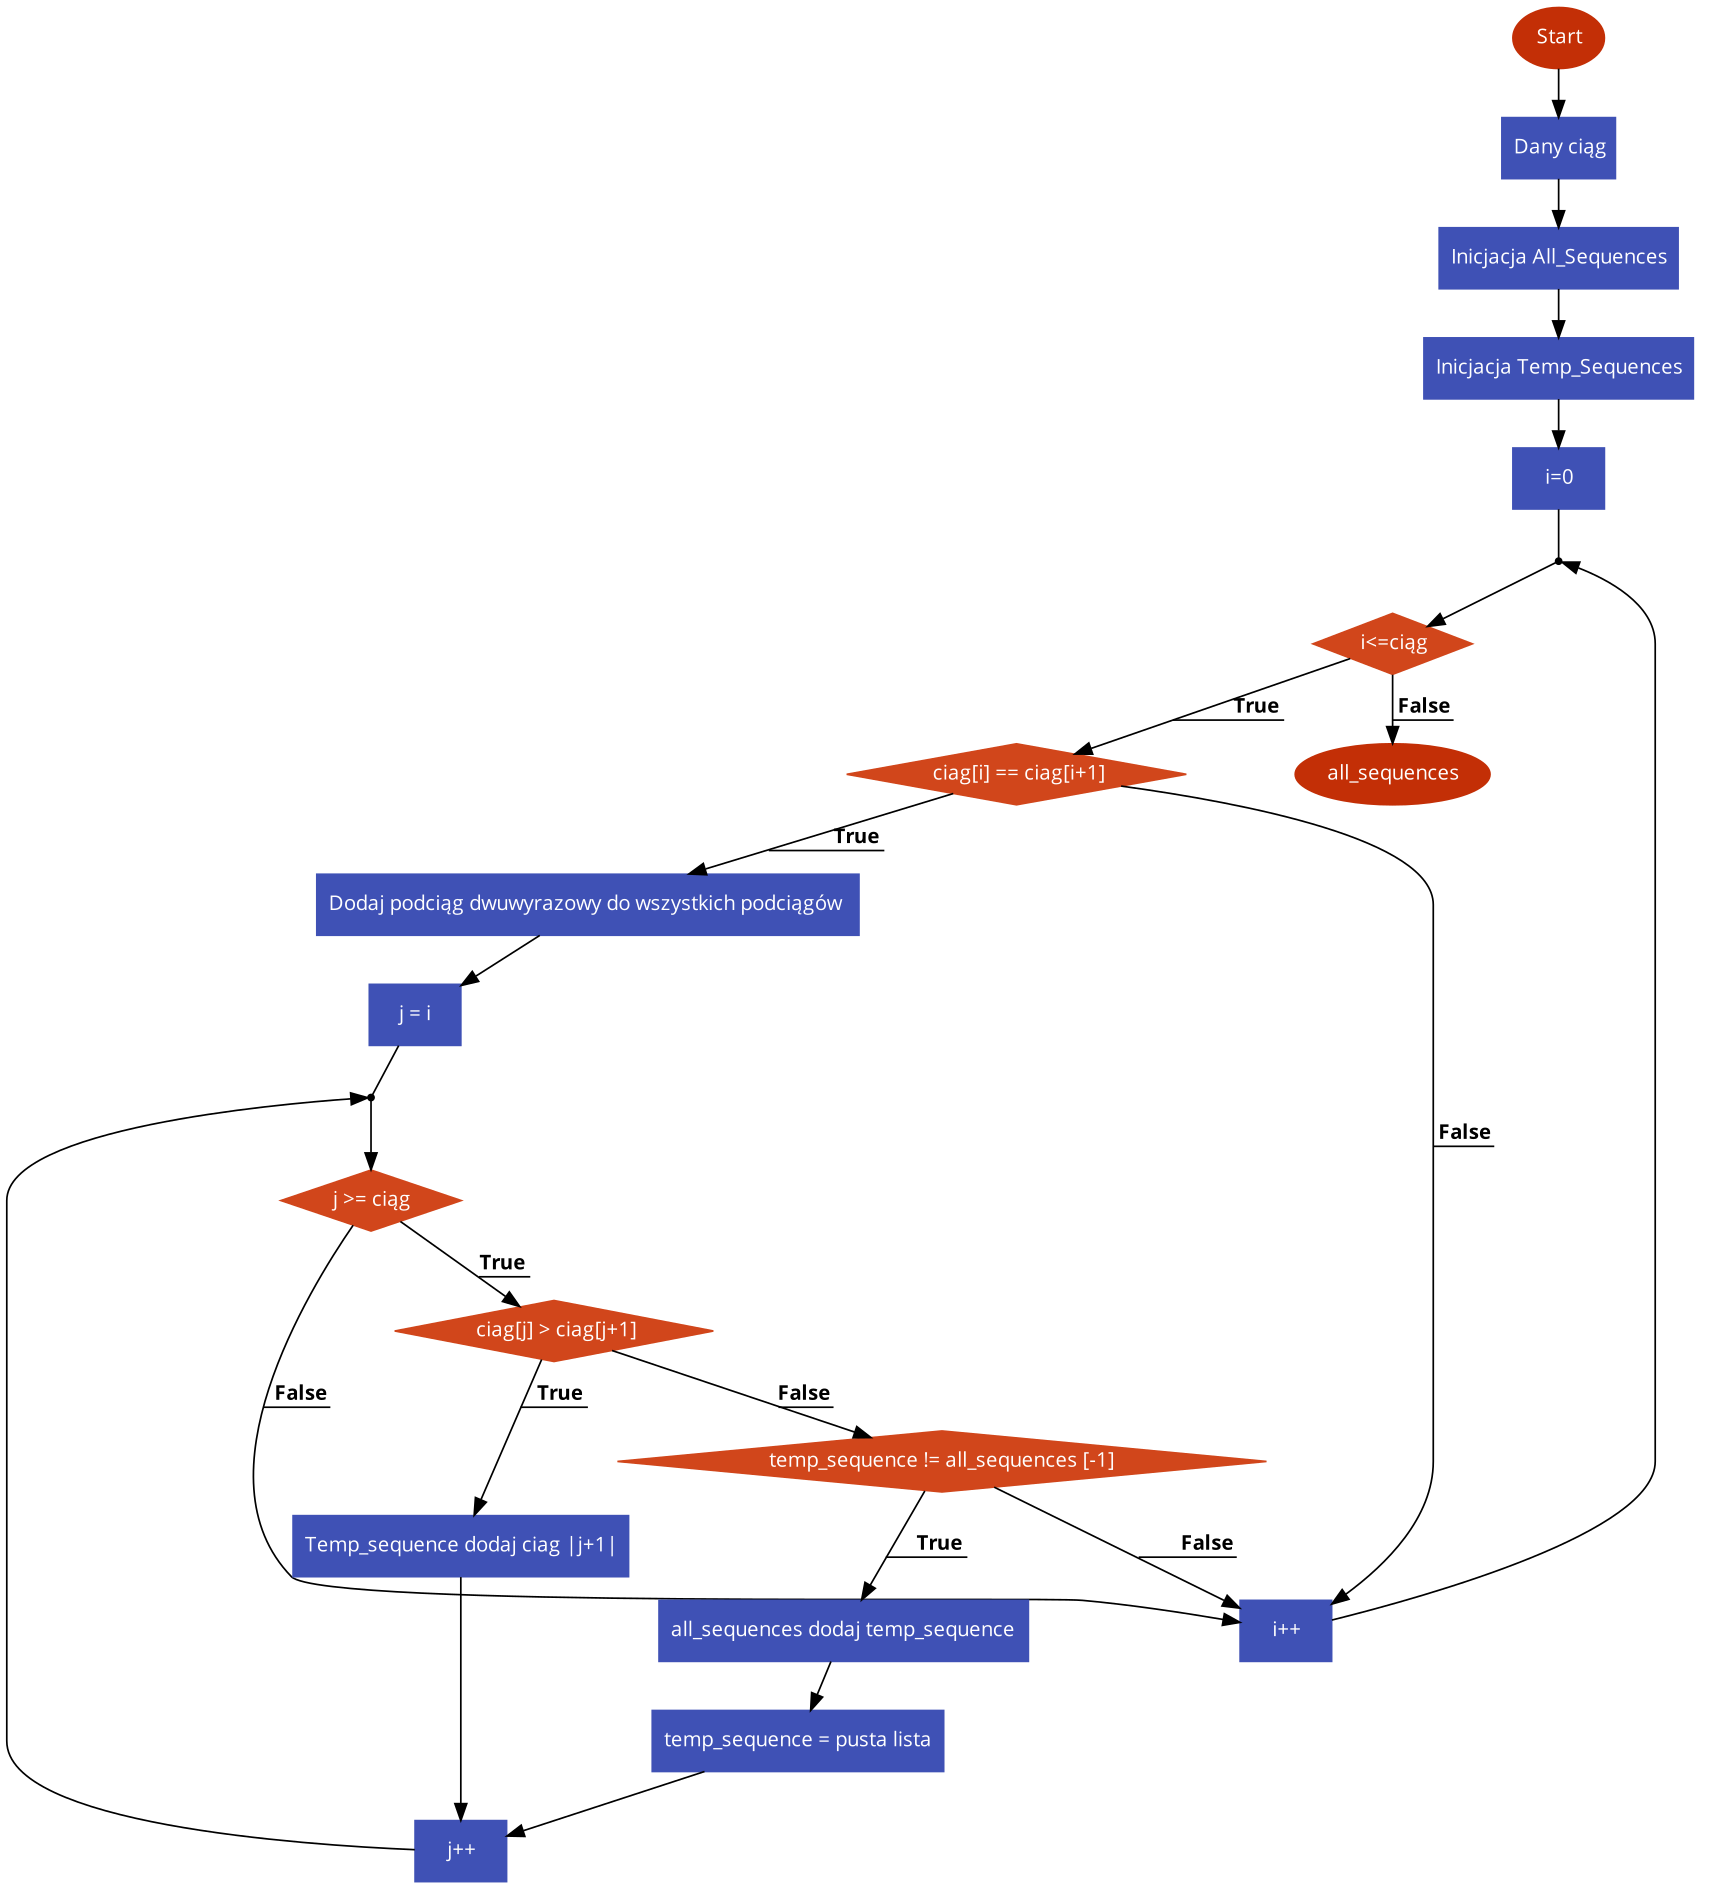 Start
Dany ciąg
Inicjacja All_Sequences
Inicjacja Temp_Sequences
i=0
i<=ciąg
True
False
ciag[i] == ciag[i+1]
all_sequences
True
Dodaj podciąg dwuwyrazowy do wszystkich podciągów
j = i
False
j >= ciąg
True
ciag[j] > ciag[j+1]
False
True
False
temp_sequence != all_sequences [-1]
Temp_sequence dodaj ciag |j+1|
True
False
all_sequences dodaj temp_sequence
i++
temp_sequence = pusta lista
j++